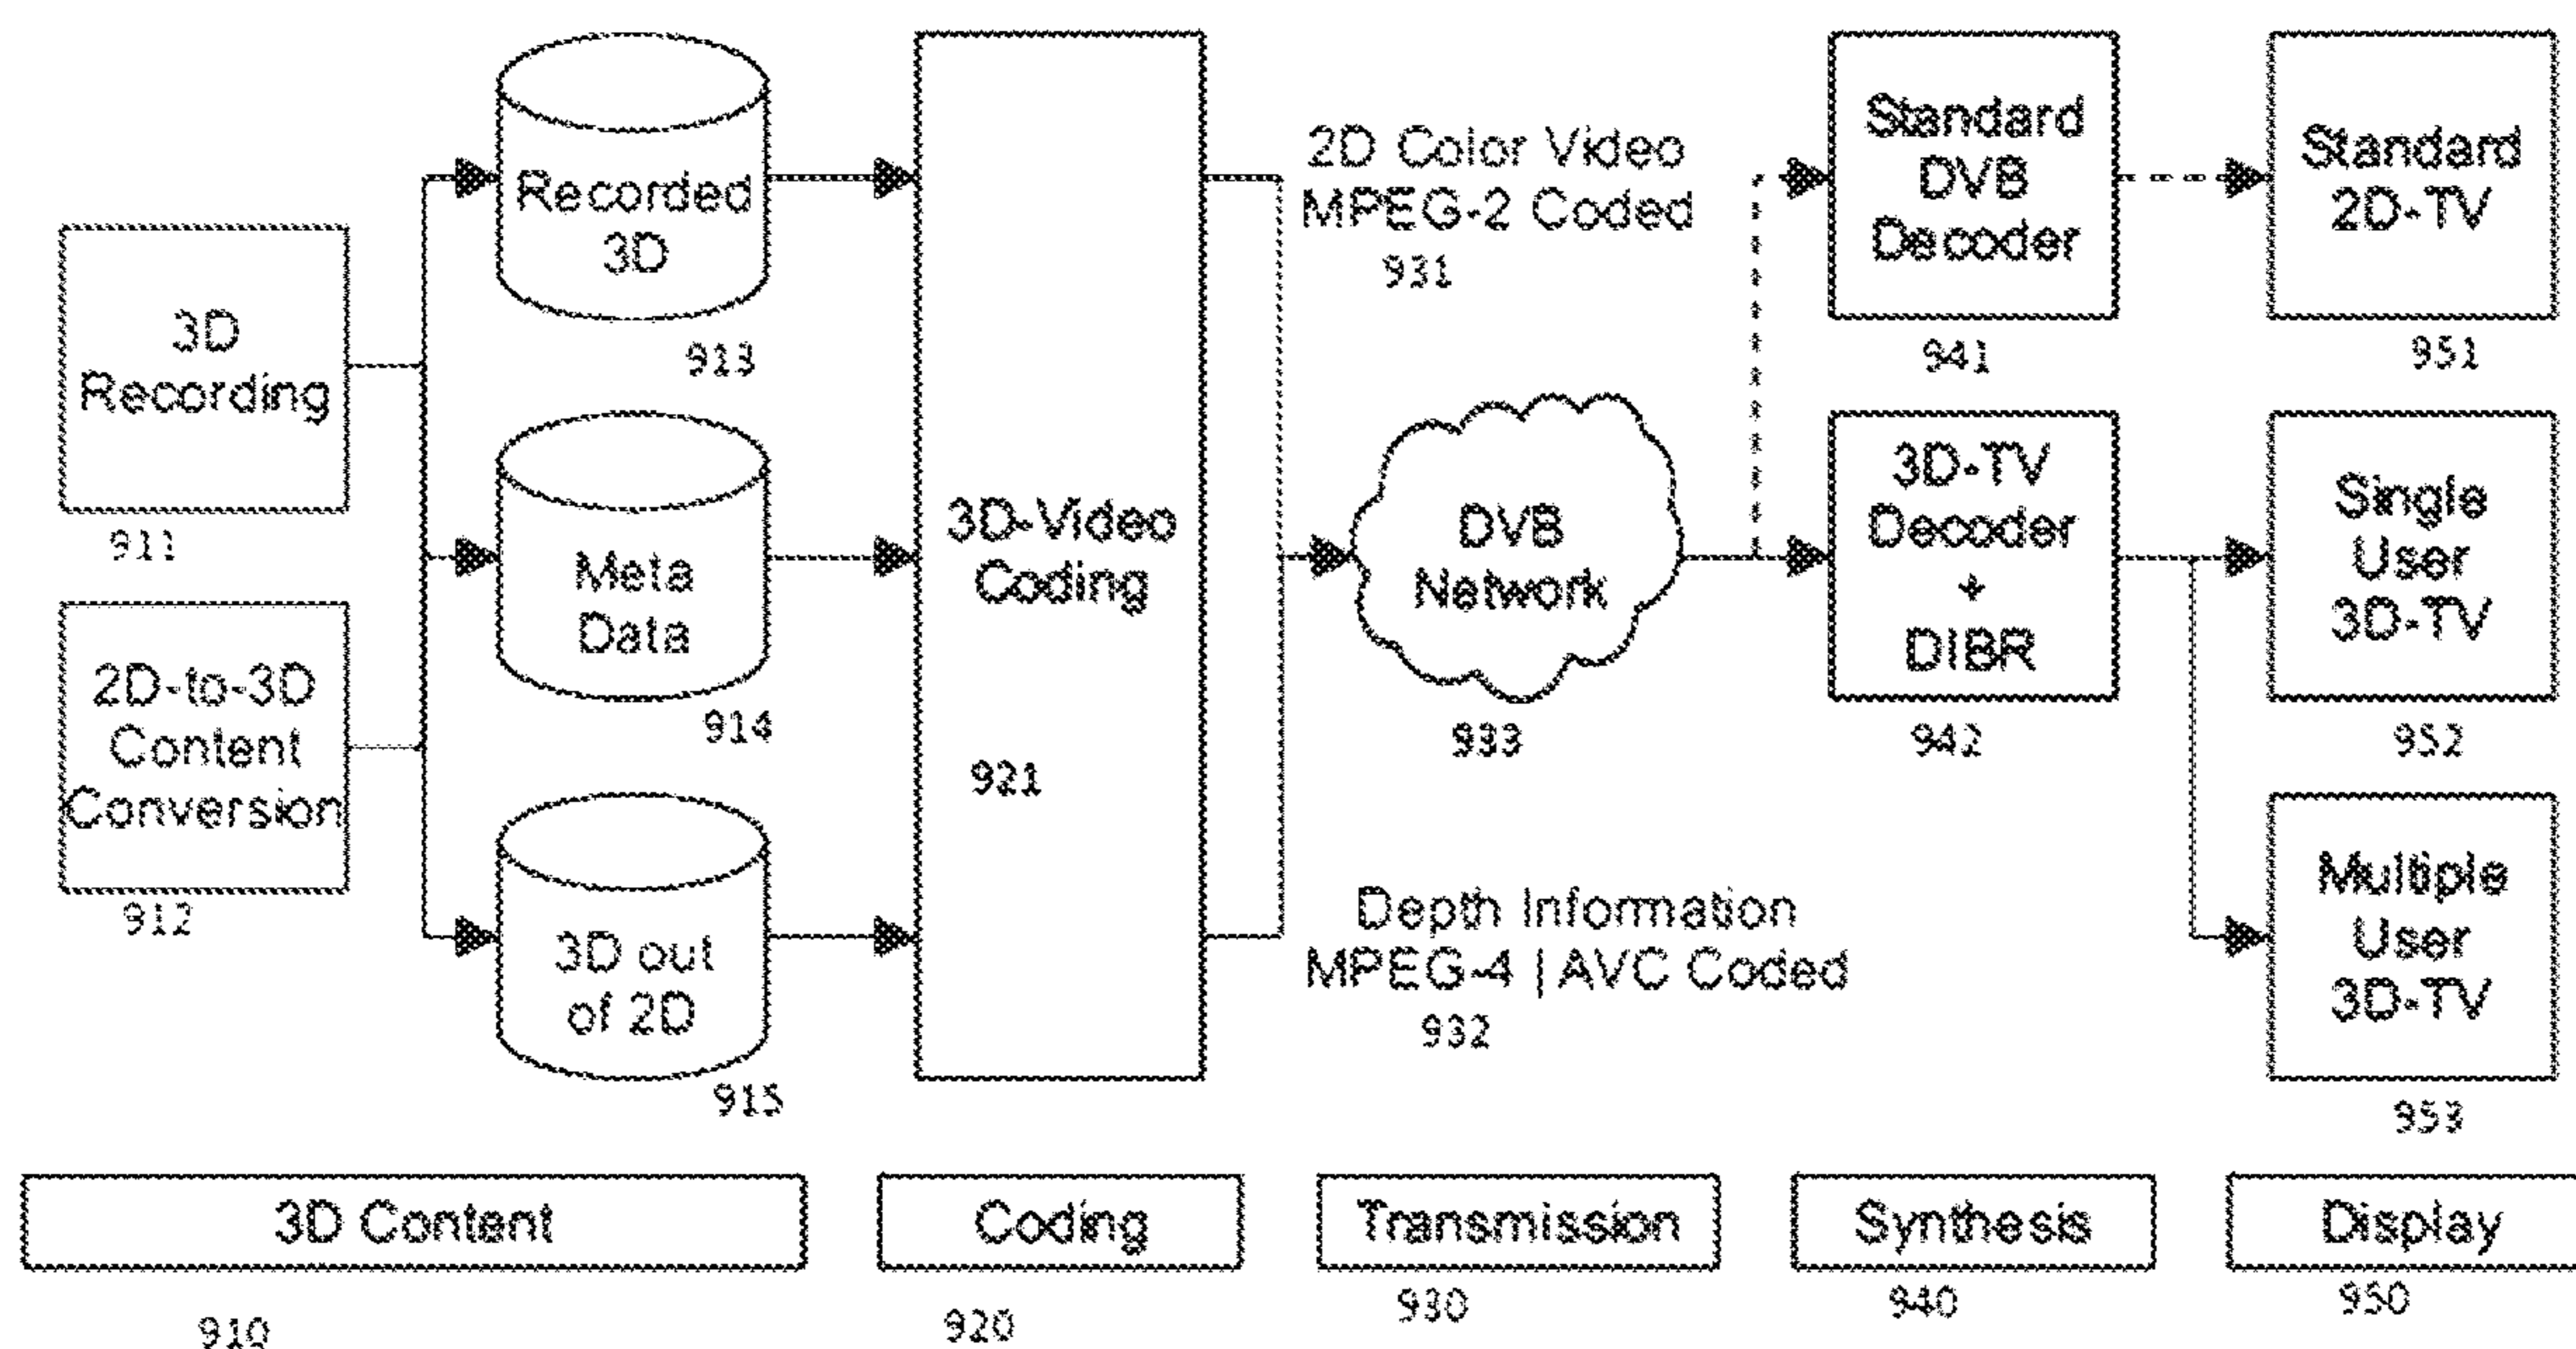 3D
Recording
911
2D-to-3D
Content
Conversion
912
Recorded
3D
913
Meta
Data
914
3D out
of 2D
915
3D-Video
Coding
921
2D Color Video
MPEG-2 Coded
931
DVB
Network
933
Depth Information
MPEG-4 | AVC Coded
932
Standard
DVB
Decoder
941
3D-TV
Decoder
+
DIBR
942
Standard
2D-TV
951
Single
User
3D-TV
952
Multiple
User
3D-TV
953
3D Content
910
Coding
920
Transmission
930
Synthesis
940
Display
950